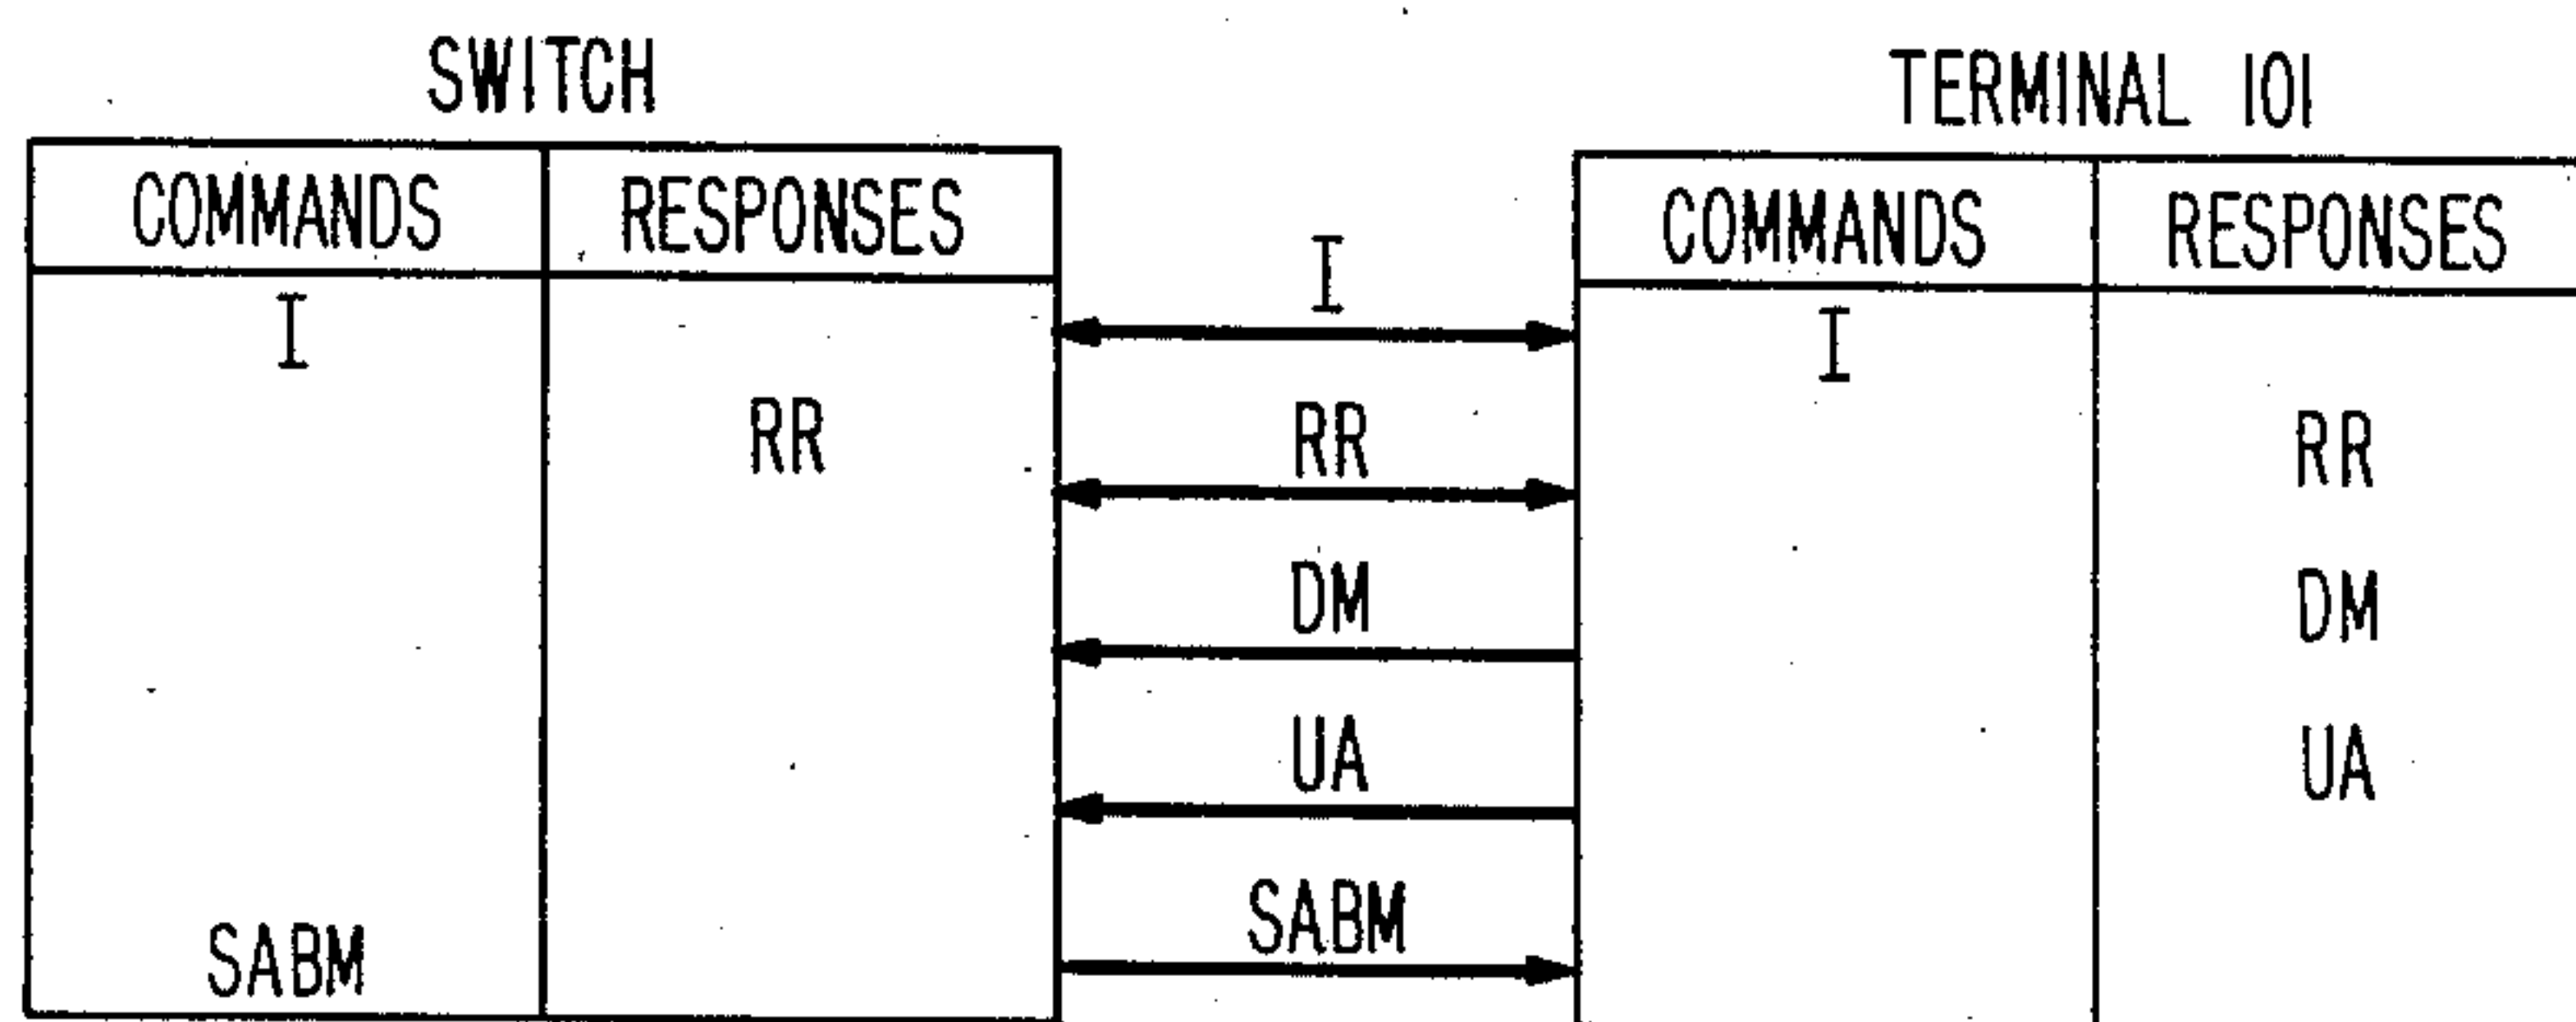 SWITCH
COMMANDS RESPONSES
I
RR
SABM
I
RR
DM
UA
SABM
TERMINAL 101
COMMANDS RESPONSES
I
RR
DM
UA